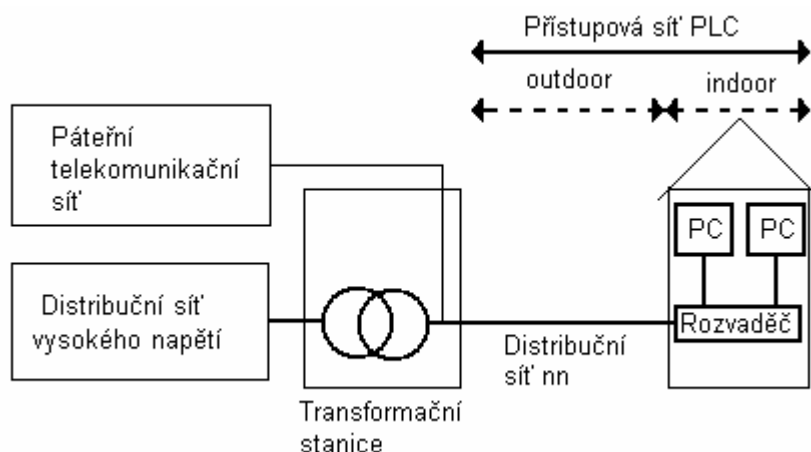 Přístupová síť PLC
outdoor
indoor
Páteřní
telekomunikační
síť
PC
PC
Distribuční síť
vysokého napětí
Rozvaděč
Distribuční
síť nn
Transformační
stanice